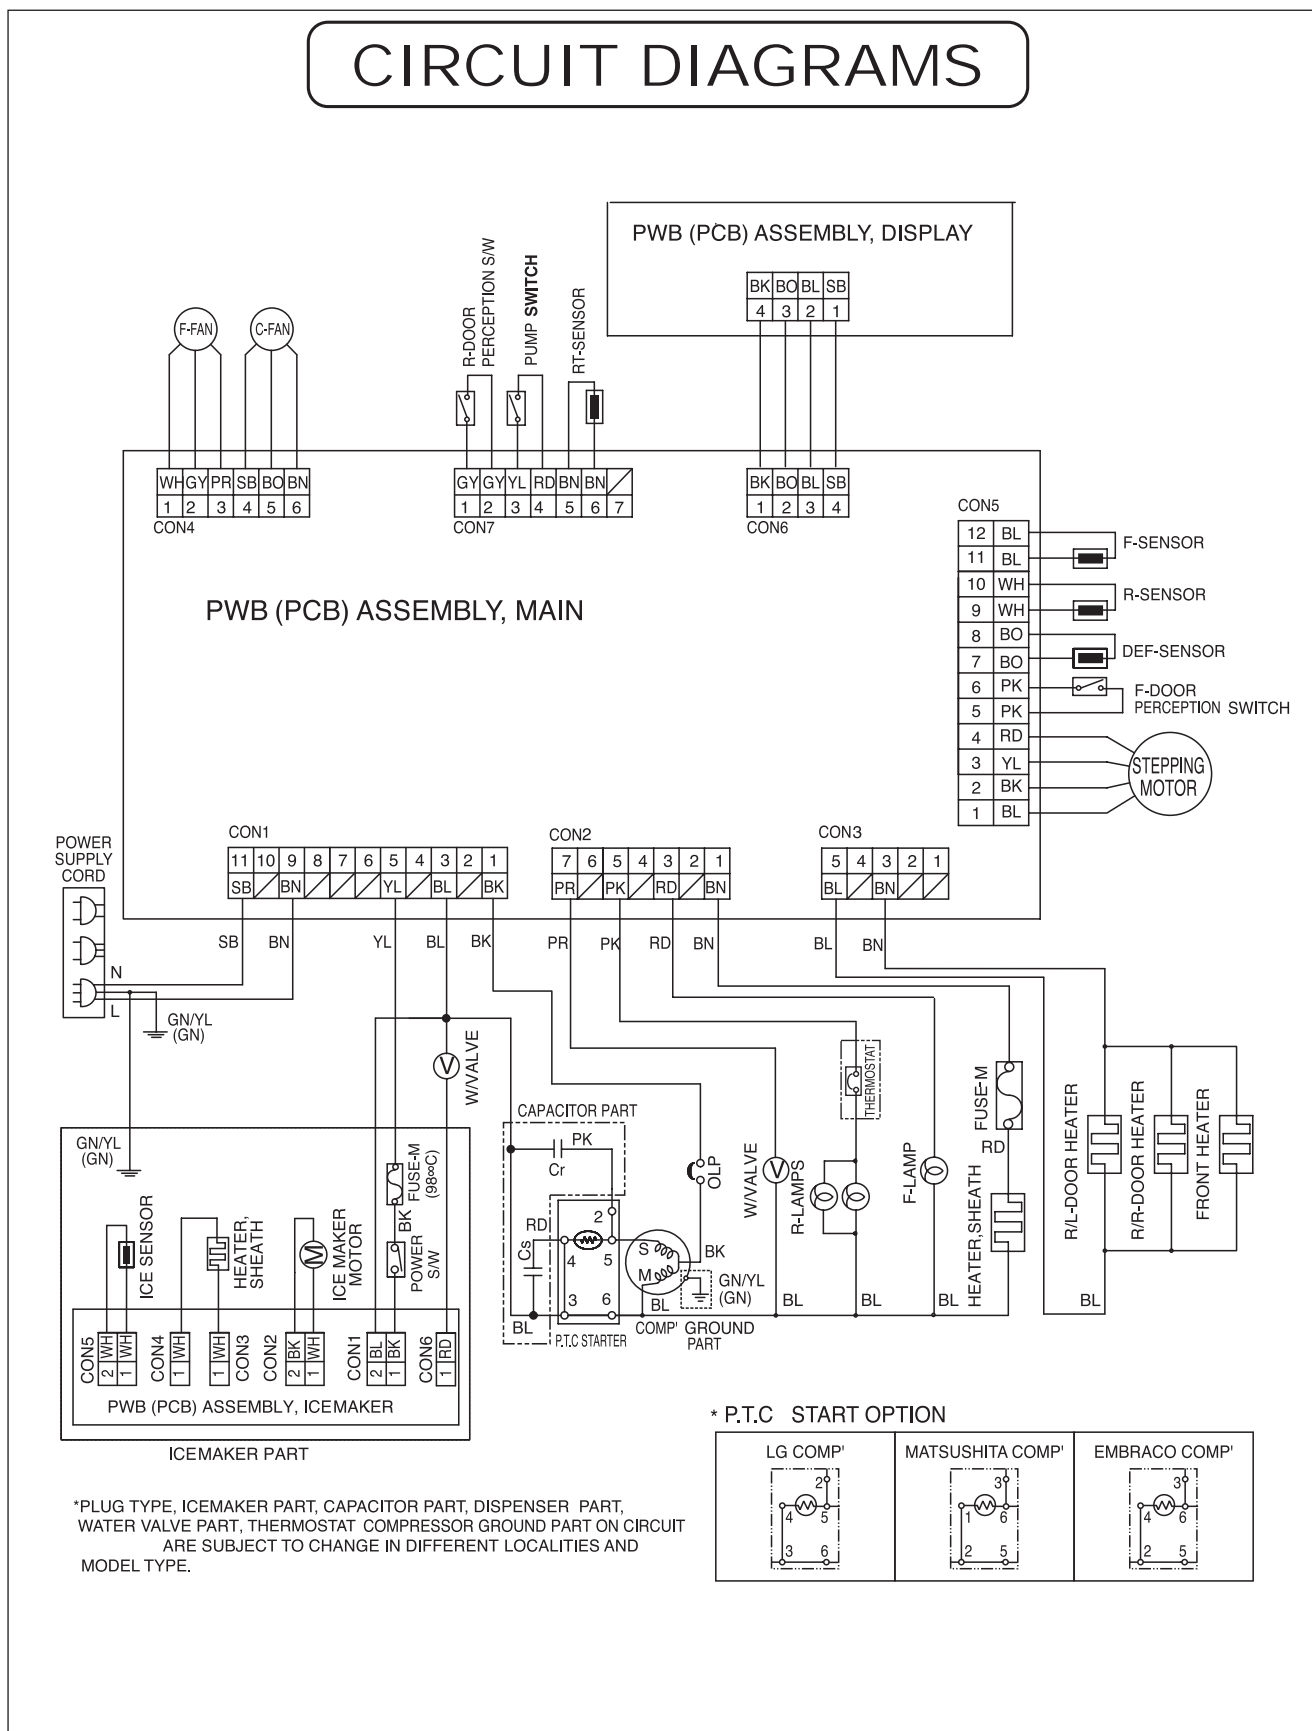 CIRCUIT DIAGRAMS
PWB (PCB) ASSEMBLY, DISPLAY
BK BO BL SB
4 3 2 1
F-FAN
C-FAN
R-DOOR
PERCEPTION S/W
PUMP SWITCH
RT-SENSOR
WH GY PR SB BO BN
1 2 3 4 5 6
CON4
GY GY YL RD BN BN
1 2 3 4 5 6 7
CON7
BK BO BL SB
1 2 3 4
CON6
CON5
12 BL
11 BL
10 WH
9 WH
8 BO
7 BO
6 PK
5 PK
4 RD
3 YL
2 BK
1 BL
F-SENSOR
R-SENSOR
DEF-SENSOR
F-DOOR
PERCEPTION SWITCH
STEPPING
MOTOR
PWB (PCB) ASSEMBLY, MAIN
CON1
11 10 9 8 7 6 5 4 3 2 1
SB BN YL BL BK
CON2
7 6 5 4 3 2 1
PR PK RD BN
CON3
5 4 3 2 1
BL BN
POWER
SUPPLY
CORD
SB BN YL BL BK PR PK RD BN BL BN
N
L
GN/YL
(GN)
GN/YL
(GN)
W/VALVE
V
CAPACITOR PART
PK
Cr
RD
Cs
2
4 5
3 6
BL
P.T.C STARTER
S
M
BL
COMP'
OLP
BK
GN/YL
(GN)
GROUND
PART
W/VALVE
V
BL
THERMOSTAT
R-LAMPS
BL
F-LAMP
BL
FUSE-M
RD
HEATER,SHEATH
R/L-DOOR HEATER
R/R-DOOR HEATER
FRONT HEATER
BL
FUSE-M
(98∞C)
BK
POWER
S/W
ICE SENSOR
HEATER,
SHEATH
M
ICE MAKER
MOTOR
CON5
2 WH
1 WH
CON4
1 WH
1 WH
CON3
CON2
2 BK
1 WH
CON1
2 BL
1 BK
CON6
1 RD
PWB (PCB) ASSEMBLY, ICEMAKER
ICEMAKER PART
* P.T.C START OPTION
LG COMP'
MATSUSHITA COMP'
EMBRACO COMP'
2
4 5
3 6
3
1 6
2 5
3
4 6
2 5
*PLUG TYPE, ICEMAKER PART, CAPACITOR PART, DISPENSER PART,
WATER VALVE PART, THERMOSTAT COMPRESSOR GROUND PART ON CIRCUIT
ARE SUBJECT TO CHANGE IN DIFFERENT LOCALITIES AND
MODEL TYPE.